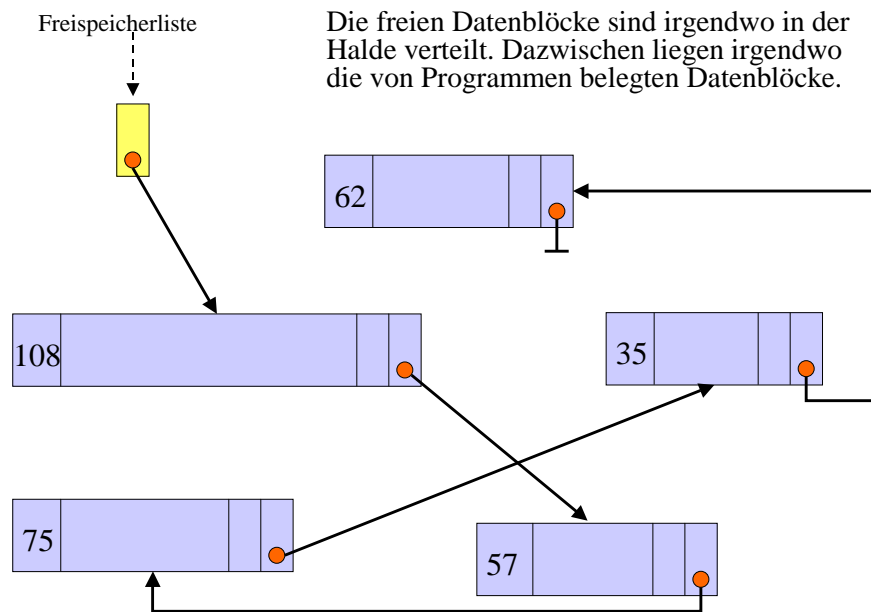 Freispeicherliste
Die freien Datenblöcke sind irgendwo in der
Halde verteilt. Dazwischen liegen irgendwo
die von Programmen belegten Datenblöcke.
62
108
35
75
57